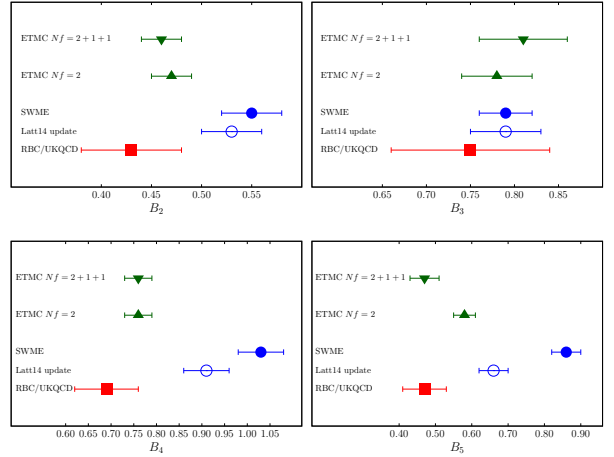 ETMC Nf = 2 + 1 + 1
ETMC Nf = 2
SWME
Latt14 update
RBC/UKQCD
0.40 0.45 0.50 0.55
B2
ETMC Nf = 2 + 1 + 1
ETMC Nf = 2
SWME
Latt14 update
RBC/UKQCD
0.65 0.70 0.75 0.80 0.85
B3
ETMC Nf = 2 + 1 + 1
ETMC Nf = 2
SWME
Latt14 update
RBC/UKQCD
0.60 0.65 0.70 0.75 0.80 0.85 0.90 0.95 1.00 1.05
B4
ETMC Nf = 2 + 1 + 1
ETMC Nf = 2
SWME
Latt14 update
RBC/UKQCD
0.40 0.50 0.60 0.70 0.80 0.90
B5